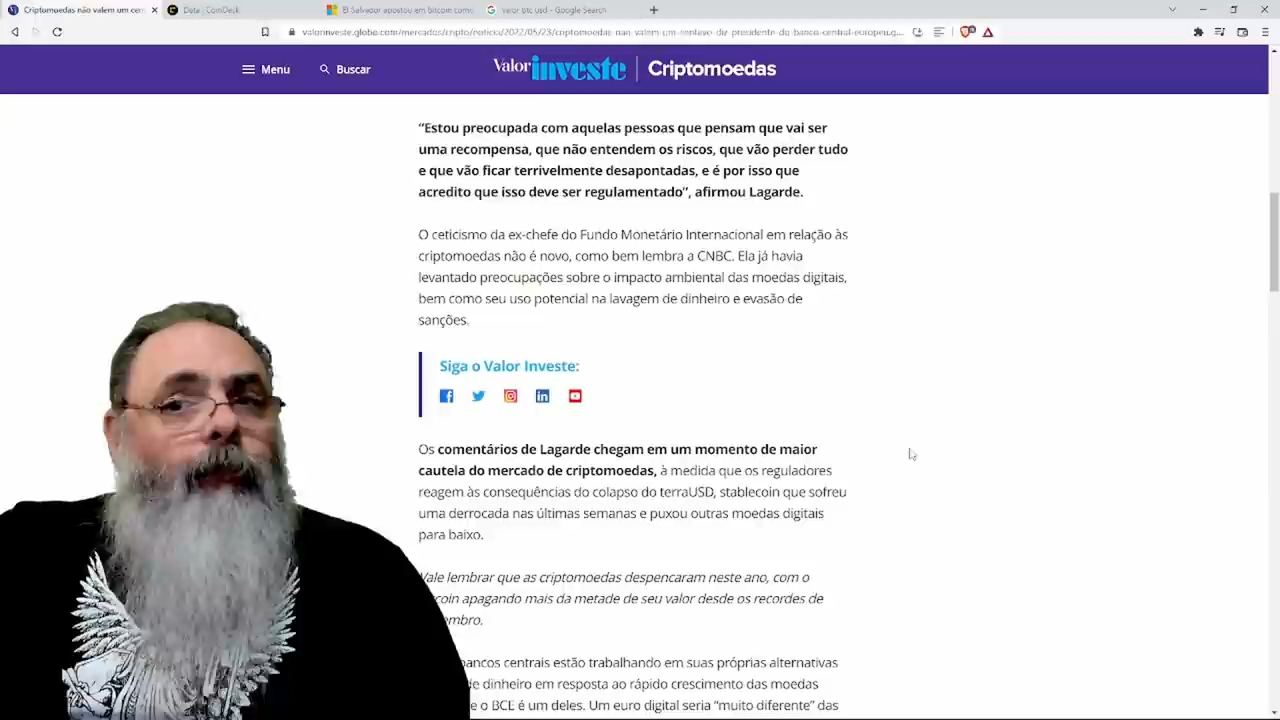 Criptomoedas não valem um cen
Data | CoinDesk
El Salvador apostou em Bitcoin como
valor btc usd - Google Search
valorinveste.globo.com/mercados/cripto/noticia/2022/05/23/criptomoedas-nao-valem-um-centavo-diz-presidente-do-banco-central-europeu.g...
Menu
Buscar
Valor investe | Criptomoedas
“Estou preocupada com aquelas pessoas que pensam que vai ser
uma recompensa, que não entendem os riscos, que vão perder tudo
e que vão ficar terrivelmente desapontadas, e é por isso que
acredito que isso deve ser regulamentado”, afirmou Lagarde.
O ceticismo da ex-chefe do Fundo Monetário Internacional em relação às
criptomoedas não é novo, como bem lembra a CNBC. Ela já havia
levantado preocupações sobre o impacto ambiental das moedas digitais,
bem como seu uso potencial na lavagem de dinheiro e evasão de
sanções.
Siga o Valor Investe:
Os comentários de Lagarde chegam em um momento de maior
cautela do mercado de criptomoedas, à medida que os reguladores
reagem às consequências do colapso do terraUSD, stablecoin que sofreu
uma derrocada nas últimas semanas e puxou outras moedas digitais
para baixo.
Vale lembrar que as criptomoedas despencaram neste ano, com o
coin apagando mais da metade de seu valor desde os recordes de
embro.
bancos centrais estão trabalhando em suas próprias alternativas
de dinheiro em resposta ao rápido crescimento das moedas
e o BCE é um deles. Um euro digital seria “muito diferente” das